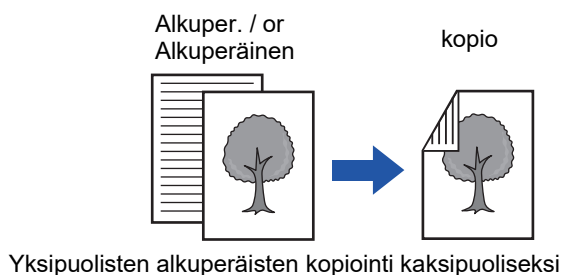 Alkuper. / or
Alkuperäinen
kopio
Yksipuolisten alkuperäisten kopiointi kaksipuoliseksi